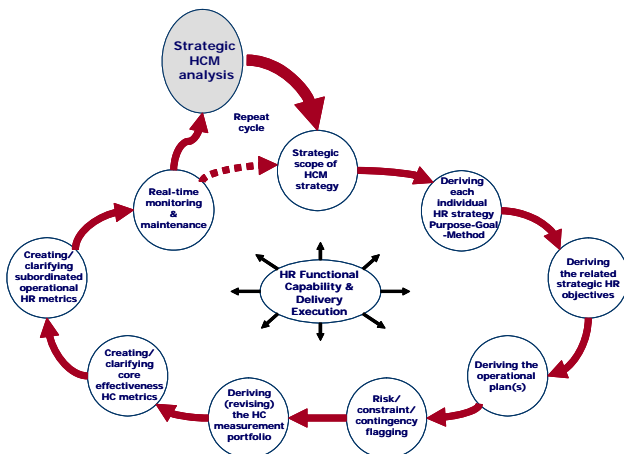 Strategic
HCM
analysis
Repeat
cycle
Strategic
scope of
HCM
strategy
Deriving
each
individual
HR strategy
Purpose-Goal
-Method
Deriving
the related
strategic HR
objectives
Deriving the
operational
plan(s)
Risk/
constraint/
contingency
flagging
Deriving
(revising)
the HC
measurement
portfolio
Creating/
clarifying
core
effectiveness
HC metrics
Creating/
clarifying
subordinated
operational
HR metrics
Real-time
monitoring
&
maintenance
HR Functional
Capability &
Delivery
Execution